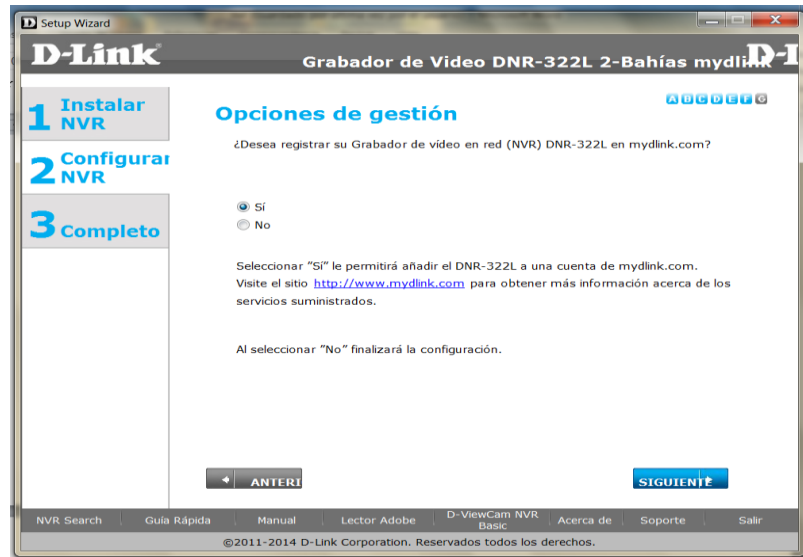 Setup Wizard
D-Link
Grabador de Video DNR-322L 2-Bahías mydlink
1 Instalar
NVR
2 Configurar
NVR
3 Completo
A B C D E F G
Opciones de gestión
¿Desea registrar su Grabador de vídeo en red (NVR) DNR-322L en mydlink.com?
Sí
No
Seleccionar “Sí” le permitirá añadir el DNR-322L a una cuenta de mydlink.com.
Visite el sitio http://www.mydlink.com para obtener más información acerca de los
servicios suministrados.
Al seleccionar “No” finalizará la configuración.
ANTERI
SIGUIENTE
NVR Search
Guía Rápida
Manual
Lector Adobe
D-ViewCam NVR
Basic
Acerca de
Soporte
Salir
©2011-2014 D-Link Corporation. Reservados todos los derechos.